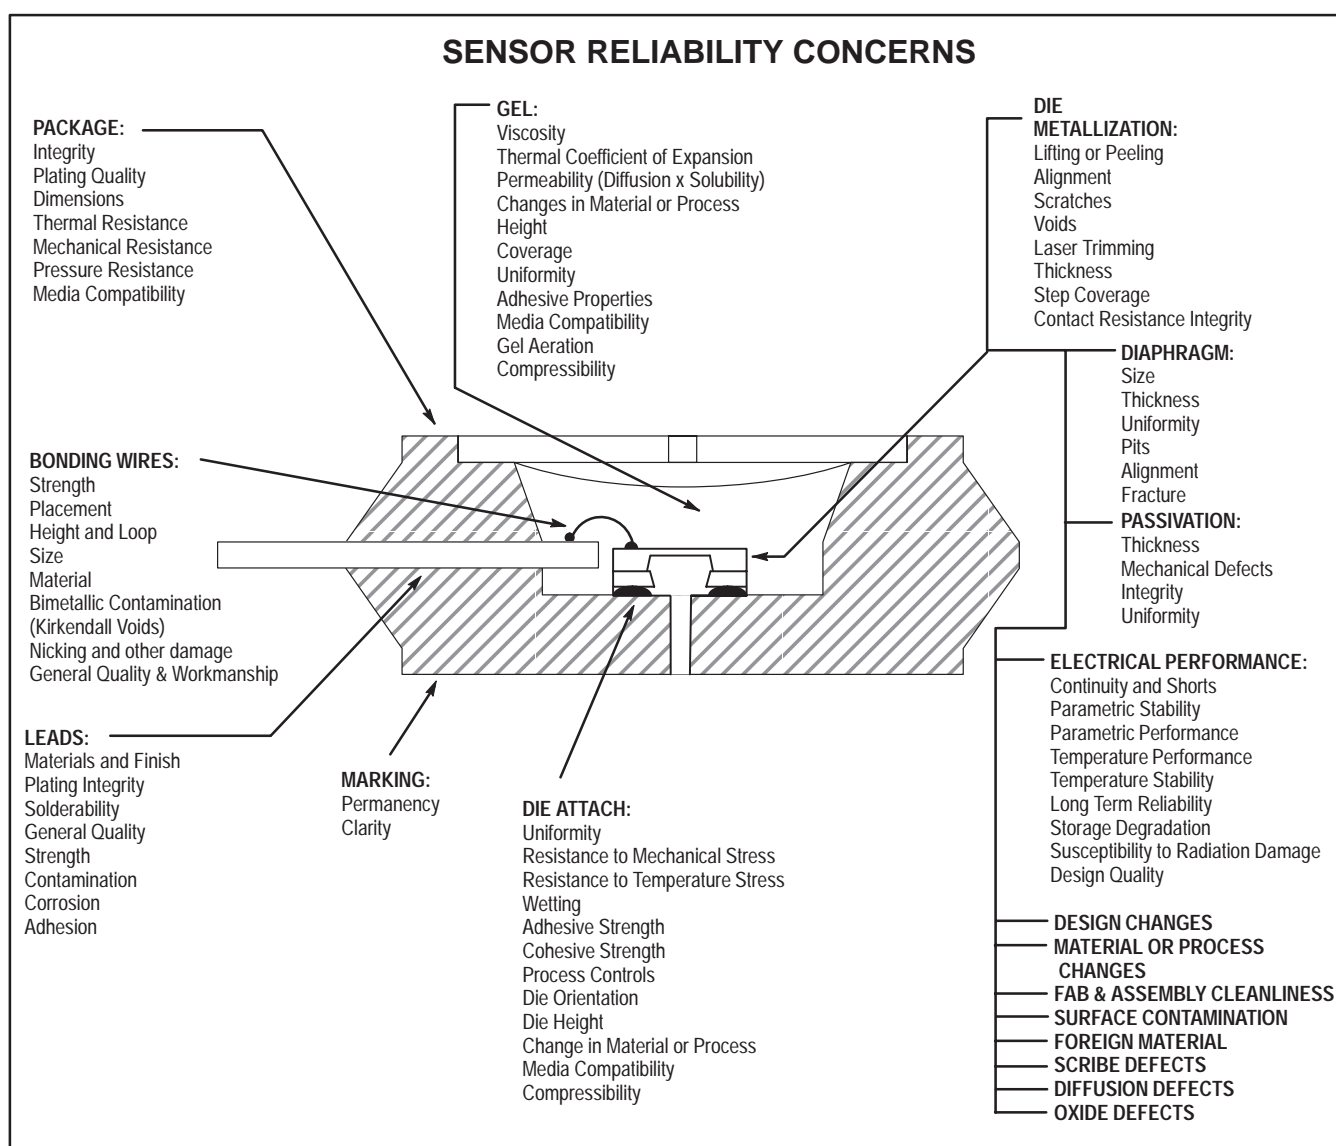 SENSOR RELIABILITY CONCERNS
PACKAGE:
Integrity
Plating Quality
Dimensions
Thermal Resistance
Mechanical Resistance
Pressure Resistance
Media Compatibility
GEL:
Viscosity
Thermal Coefficient of Expansion
Permeability (Diffusion x Solubility)
Changes in Material or Process
Height
Coverage
Uniformity
Adhesive Properties
Media Compatibility
Gel Aeration
Compressibility
DIE
METALLIZATION:
Lifting or Peeling
Alignment
Scratches
Voids
Laser Trimming
Thickness
Step Coverage
Contact Resistance Integrity
DIAPHRAGM:
Size
Thickness
Uniformity
Pits
Alignment
Fracture
PASSIVATION:
Thickness
Mechanical Defects
Integrity
Uniformity
BONDING WIRES:
Strength
Placement
Height and Loop
Size
Material
Bimetallic Contamination
(Kirkendall Voids)
Nicking and other damage
General Quality & Workmanship
LEADS:
Materials and Finish
Plating Integrity
Solderability
General Quality
Strength
Contamination
Corrosion
Adhesion
MARKING:
Permanency
Clarity
DIE ATTACH:
Uniformity
Resistance to Mechanical Stress
Resistance to Temperature Stress
Wetting
Adhesive Strength
Cohesive Strength
Process Controls
Die Orientation
Die Height
Change in Material or Process
Media Compatibility
Compressibility
ELECTRICAL PERFORMANCE:
Continuity and Shorts
Parametric Stability
Parametric Performance
Temperature Performance
Temperature Stability
Long Term Reliability
Storage Degradation
Susceptibility to Radiation Damage
Design Quality
DESIGN CHANGES
MATERIAL OR PROCESS
CHANGES
FAB & ASSEMBLY CLEANLINESS
SURFACE CONTAMINATION
FOREIGN MATERIAL
SCRIBE DEFECTS
DIFFUSION DEFECTS
OXIDE DEFECTS